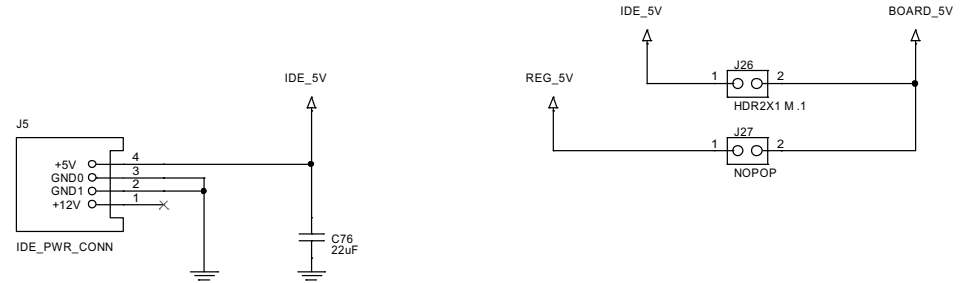 IDE_5V
BOARD_5V
J26
1
2
HDR2X1 M .1
REG_5V
J27
1
2
NOPOP
IDE_5V
J5
+5V
4
GND0
3
GND1
2
+12V
1
IDE_PWR_CONN
C76
22uF